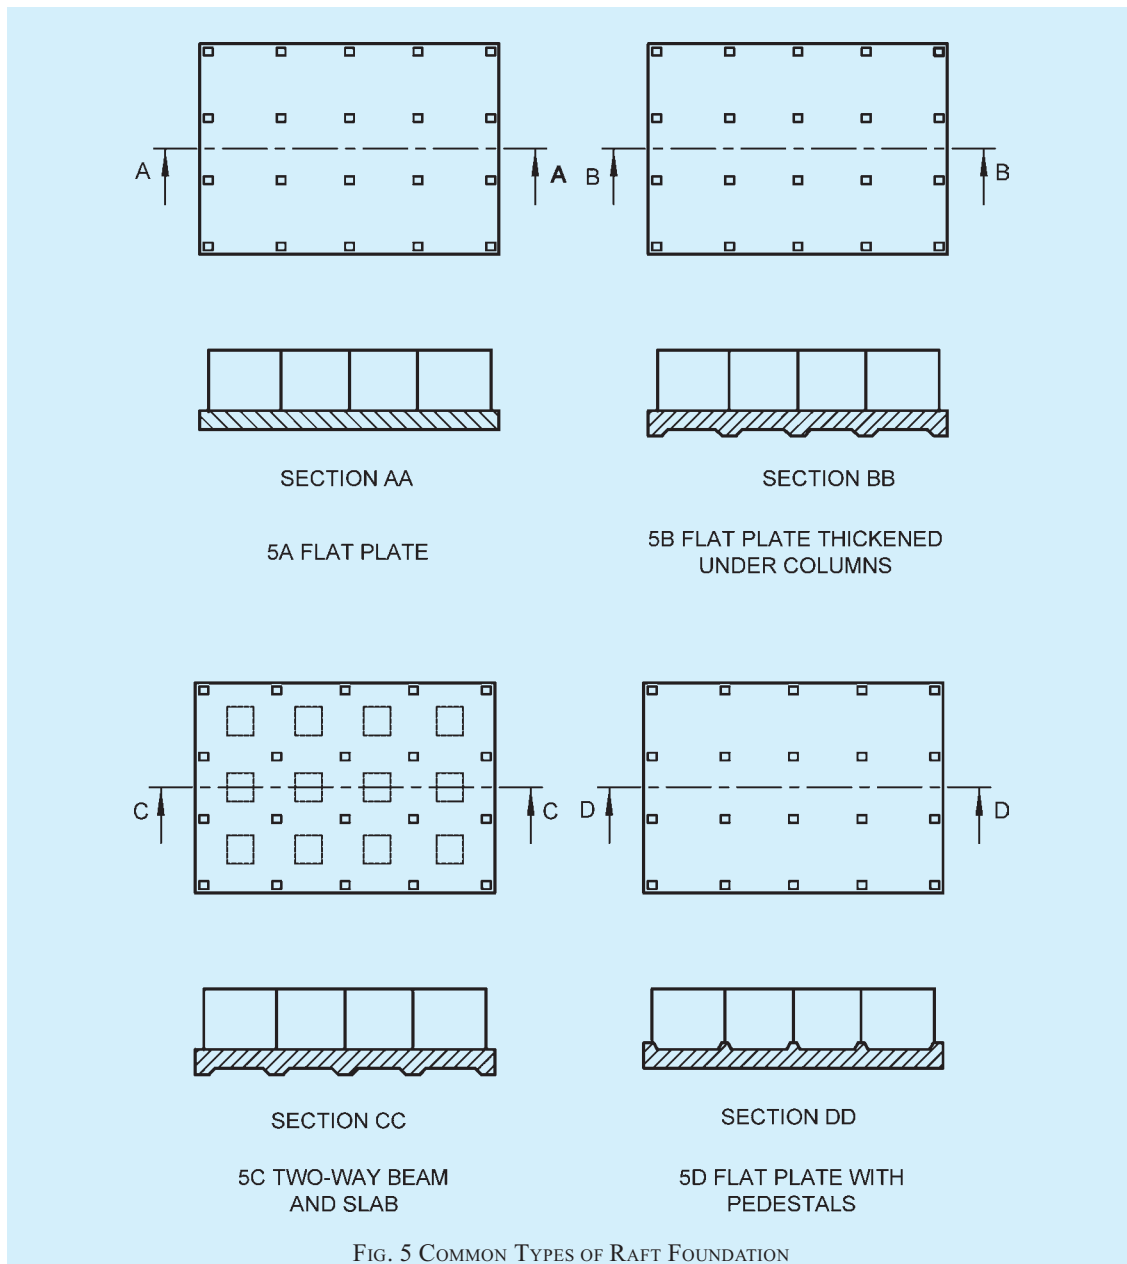 A A B B
SECTION AA
5A FLAT PLATE
SECTION BB
5B FLAT PLATE THICKENED
UNDER COLUMNS
C C D D
SECTION CC
5C TWO-WAY BEAM
AND SLAB
SECTION DD
5D FLAT PLATE WITH
PEDESTALS
FIG. 5 COMMON TYPES OF RAFT FOUNDATION